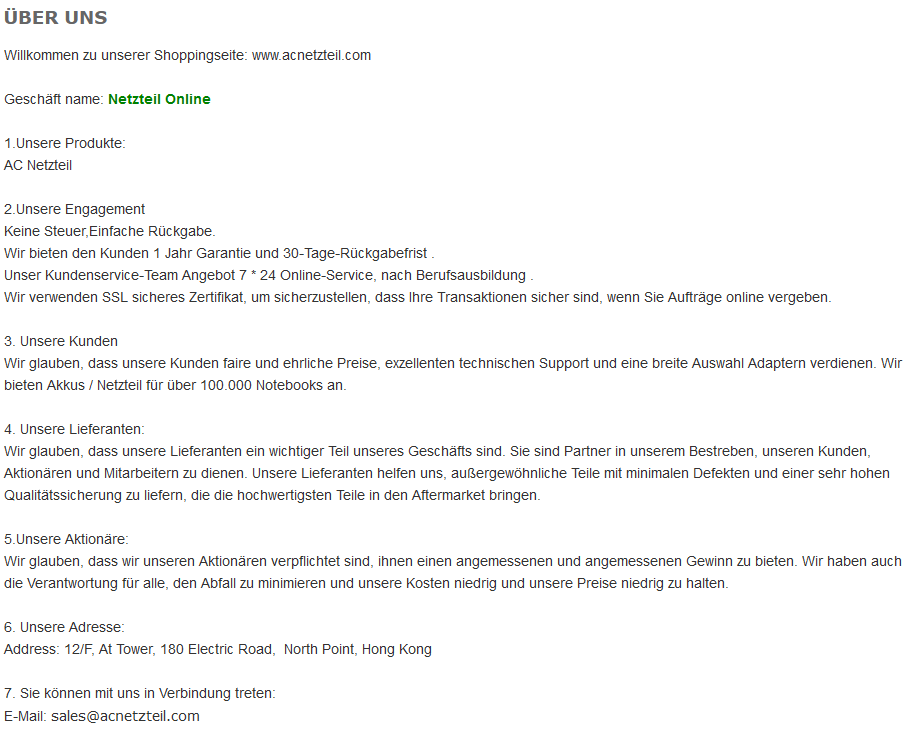 ÜBER UNS
Willkommen zu unserer Shoppingseite: www.acnetzteil.com
Geschäft name: Netzteil Online
1.Unsere Produkte:
AC Netzteil
2.Unsere Engagement
Keine Steuer,Einfache Rückgabe.
Wir bieten den Kunden 1 Jahr Garantie und 30-Tage-Rückgabefrist .
Unser Kundenservice-Team Angebot 7 * 24 Online-Service, nach Berufsausbildung .
Wir verwenden SSL sicheres Zertifikat, um sicherzustellen, dass Ihre Transaktionen sicher sind, wenn Sie Aufträge online vergeben.
3. Unsere Kunden
Wir glauben, dass unsere Kunden faire und ehrliche Preise, exzellenten technischen Support und eine breite Auswahl Adaptern verdienen. Wir
bieten Akkus / Netzteil für über 100.000 Notebooks an.
4. Unsere Lieferanten:
Wir glauben, dass unsere Lieferanten ein wichtiger Teil unseres Geschäfts sind. Sie sind Partner in unserem Bestreben, unseren Kunden,
Aktionären und Mitarbeitern zu dienen. Unsere Lieferanten helfen uns, außergewöhnliche Teile mit minimalen Defekten und einer sehr hohen
Qualitätssicherung zu liefern, die die hochwertigsten Teile in den Aftermarket bringen.
5.Unsere Aktionäre:
Wir glauben, dass wir unseren Aktionären verpflichtet sind, ihnen einen angemessenen und angemessenen Gewinn zu bieten. Wir haben auch
die Verantwortung für alle, den Abfall zu minimieren und unsere Kosten niedrig und unsere Preise niedrig zu halten.
6. Unsere Adresse:
Address: 12/F, At Tower, 180 Electric Road,  North Point, Hong Kong
7. Sie können mit uns in Verbindung treten:
E-Mail: sales@acnetzteil.com